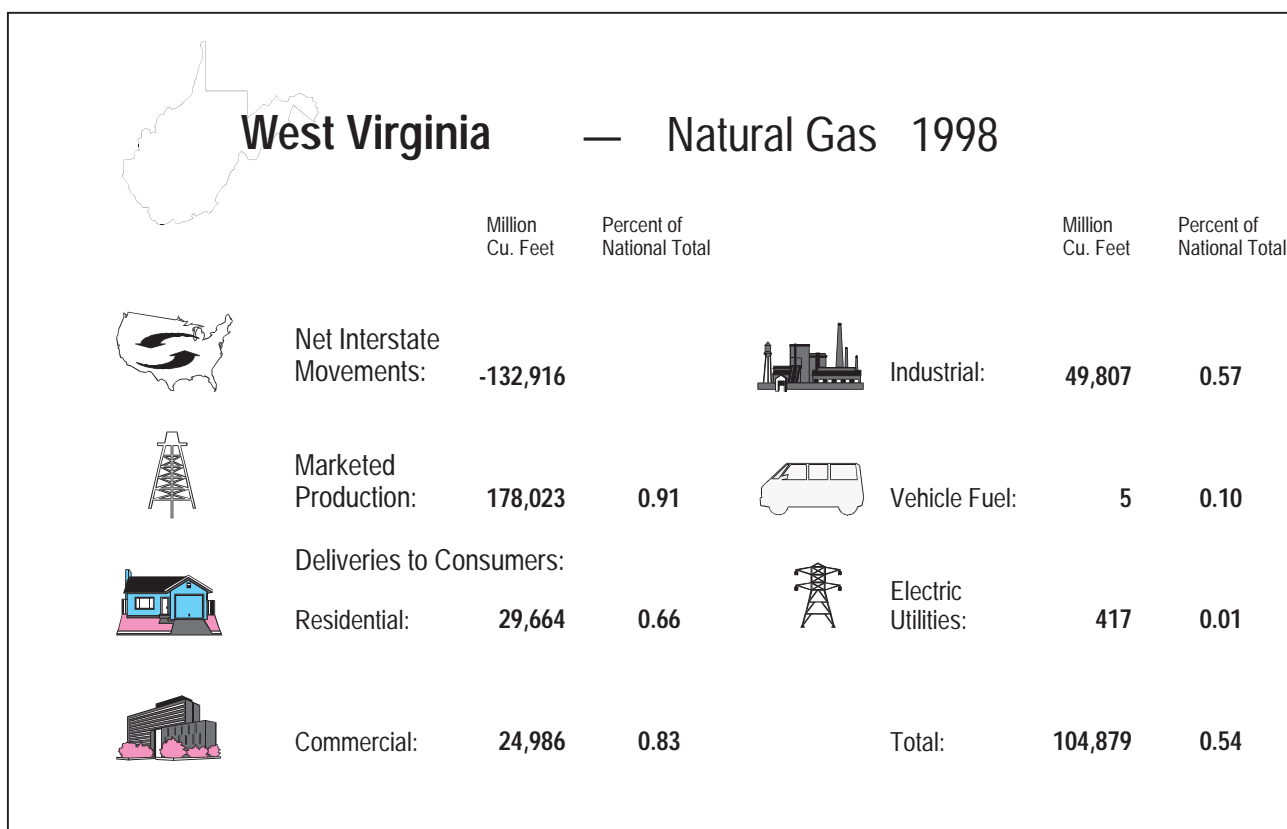 West Virginia — Natural Gas 1998
Million
Cu. Feet
Percent of
National Total
Million
Cu. Feet
Percent of
National Total
Net Interstate
Movements: -132,916
Industrial: 49,807 0.57
Marketed
Production: 178,023 0.91
Vehicle Fuel: 5 0.10
Deliveries to Consumers:
Residential: 29,664 0.66
Electric
Utilities: 417 0.01
Commercial: 24,986 0.83
Total: 104,879 0.54